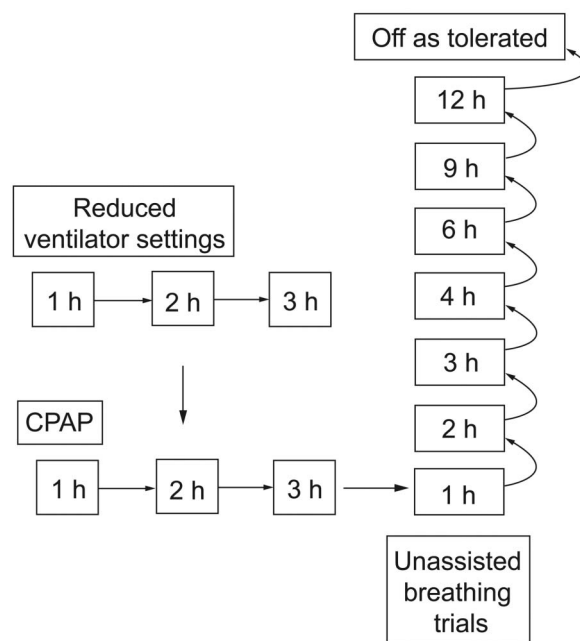 Off as tolerated
12 h
9 h
6 h
4 h
3 h
2 h
1 h
Unassisted
breathing
trials
Reduced
ventilator settings
1 h
2 h
3 h
CPAP
1 h
2 h
3 h